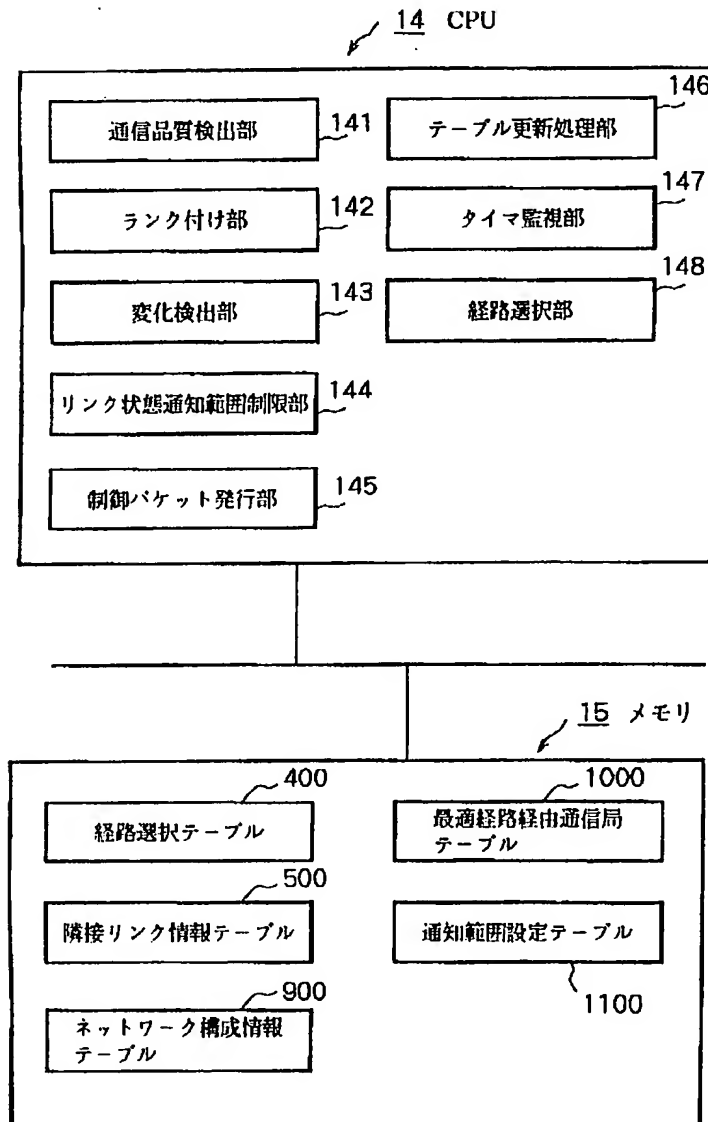 14 CPU
通信品質検出部
141
テーブル更新処理部
146
ランク付け部
142
タイマ監視部
147
変化検出部
143
経路選択部
148
リンク状態通知範囲制限部
144
制御パケット発行部
145
15 メモリ
400
経路選択テーブル
1000
最適経路経由通信局
テーブル
500
隣接リンク情報テーブル
通知範囲設定テーブル
1100
900
ネットワーク構成情報
テーブル